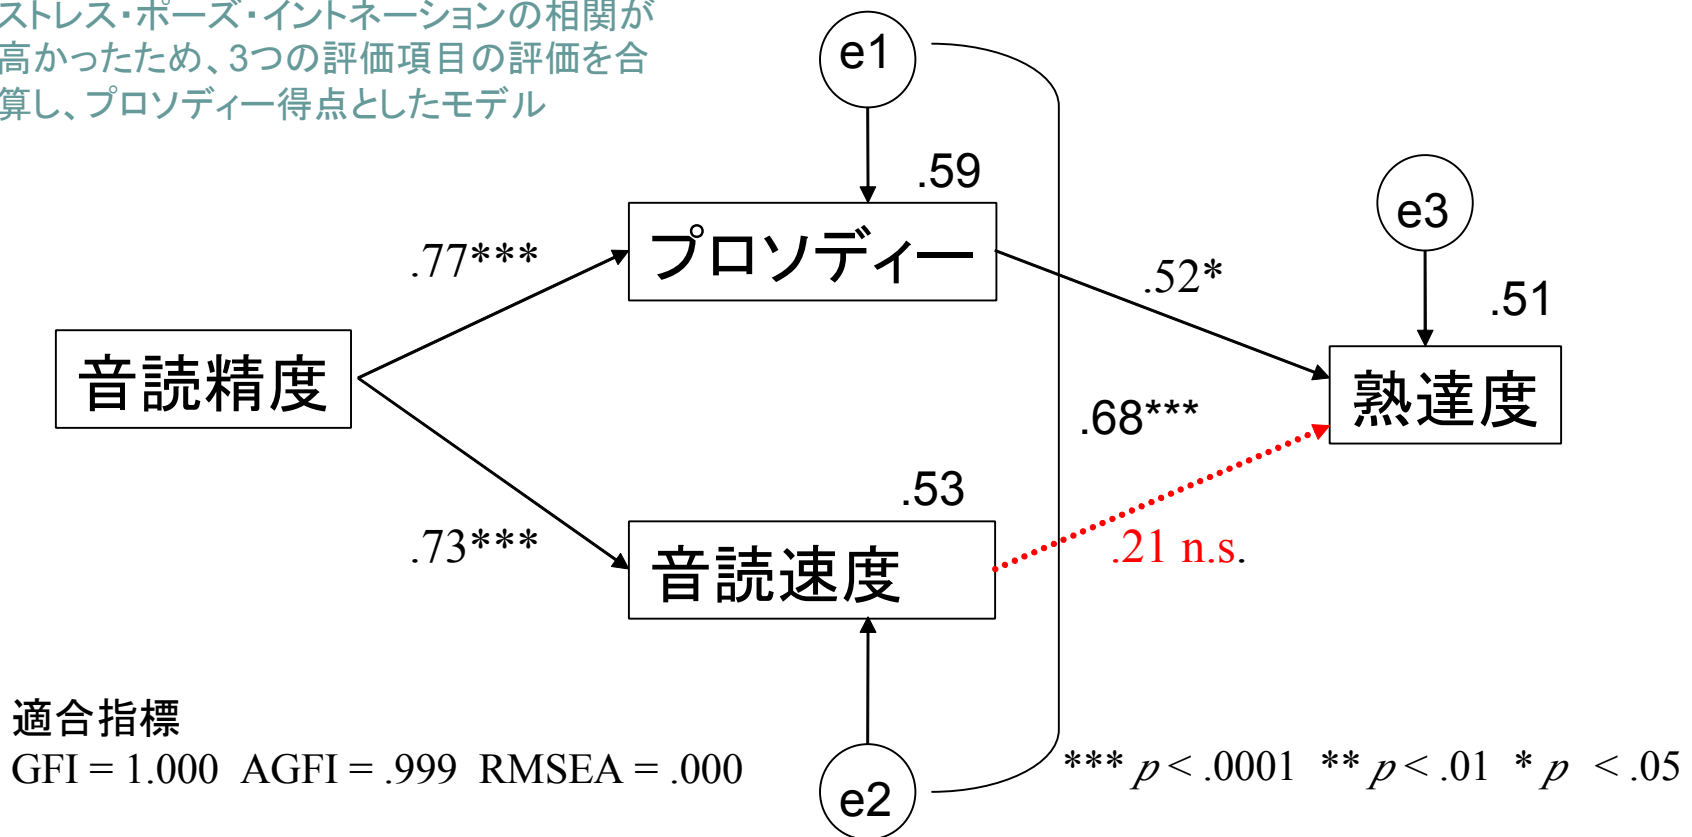 ストレス・ポーズ・イントネーションの相関が
高かったため、3つの評価項目の評価を合
算し、プロソディー得点としたモデル
e1
.59
プロソディー
e3
.77***
.52*
.51
音読精度
熟達度
.68***
.53
.73***
音読速度
.21 n.s.
適合指標
GFI = 1.000 AGFI = .999 RMSEA = .000
*** p < .0001 ** p < .01 * p < .05
e2